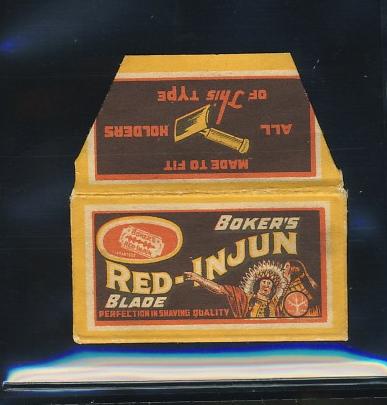 MADE TO FIT
ALL HOLDERS
OF This TYPE
BOKER'S
RED-INJUN
BLADE
PERFECTION IN SHAVING QUALITY